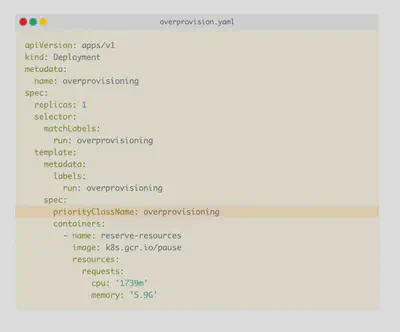 overprovision.yaml
apiVersion: apps/v1
kind: Deployment
metadata:
  name: overprovisioning
spec:
  replicas: 1
  selector:
    matchLabels:
      run: overprovisioning
  template:
    metadata:
      labels:
        run: overprovisioning
    spec:
      priorityClassName: overprovisioning
      containers:
        - name: reserve-resources
          image: k8s.gcr.io/pause
          resources:
            requests:
              cpu: '1739m'
              memory: '5.9G'